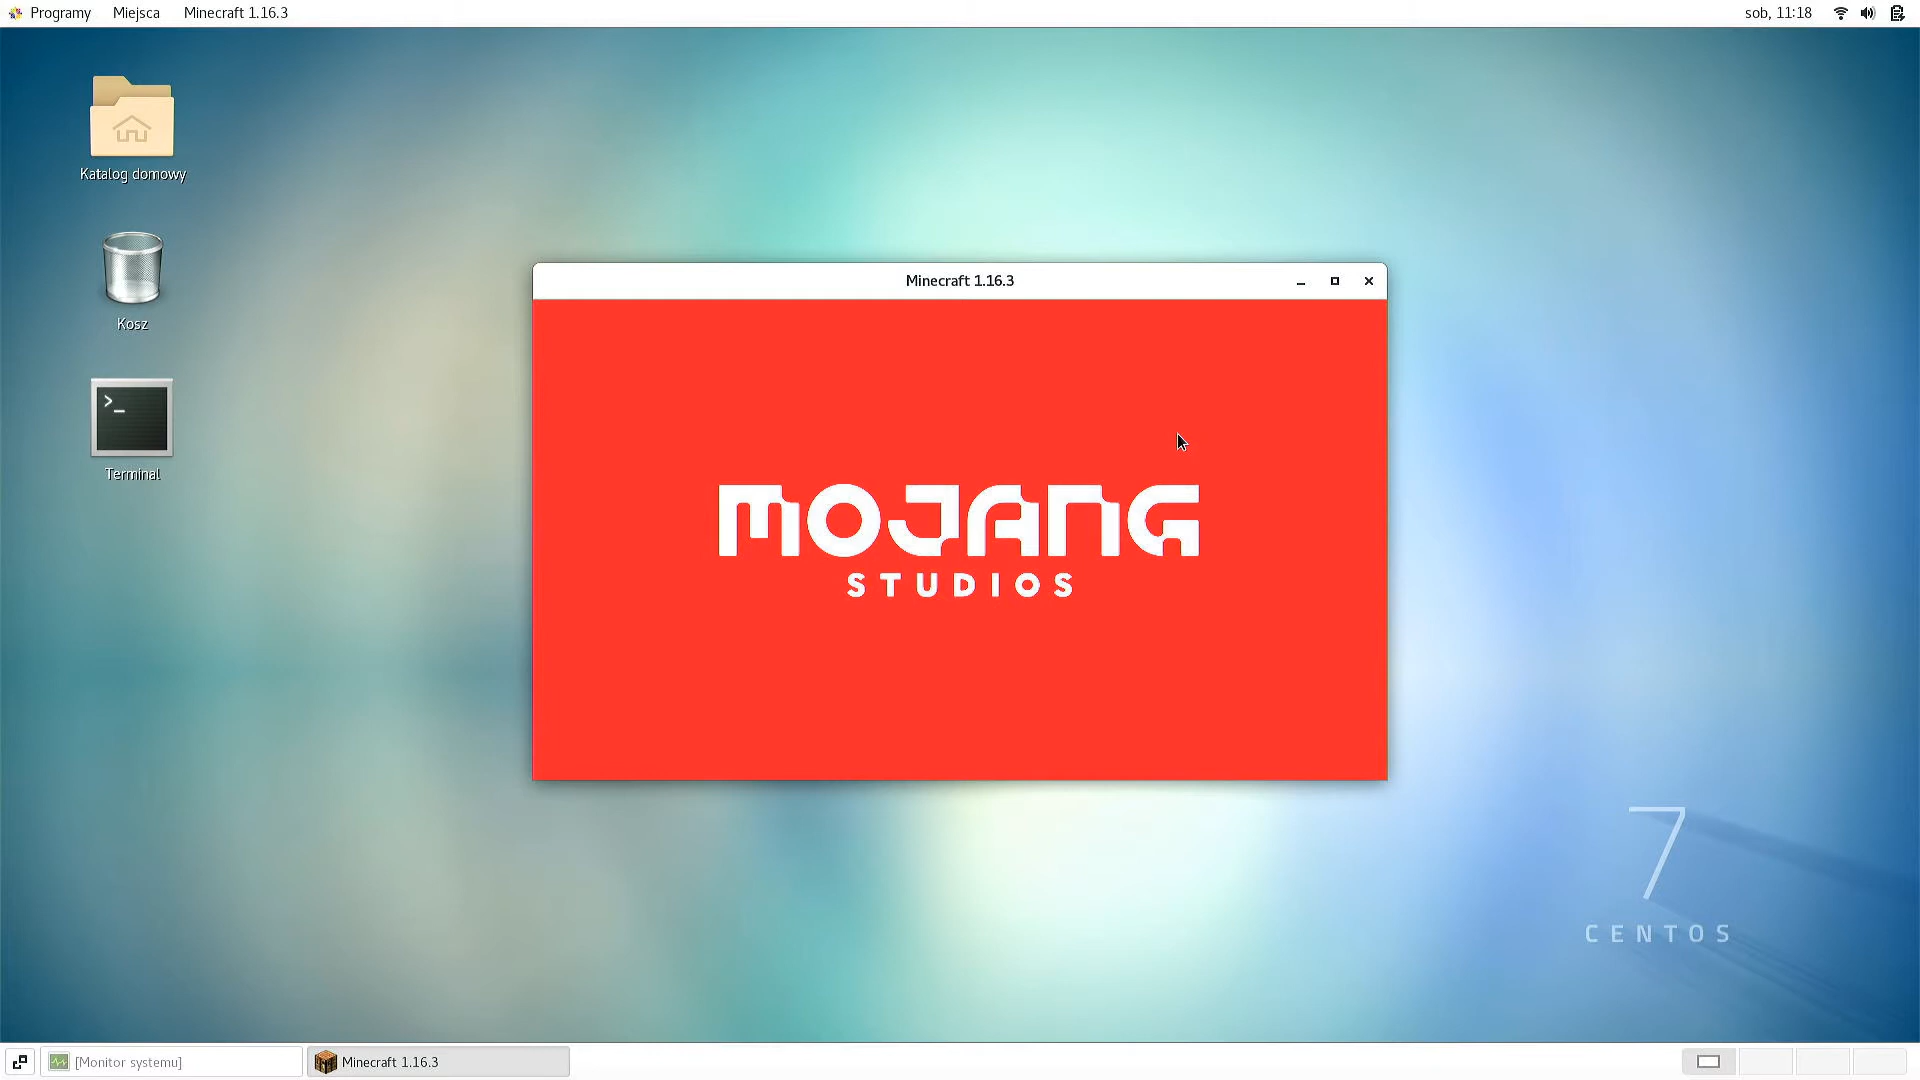 Programy Miejsca Minecraft 1.16.3 sob, 11:18
Katalog domowy
Kosz
>_
Terminal
Minecraft 1.16.3
MOJANG
STUDIOS
7
CENTOS
[Monitor systemu] Minecraft 1.16.3